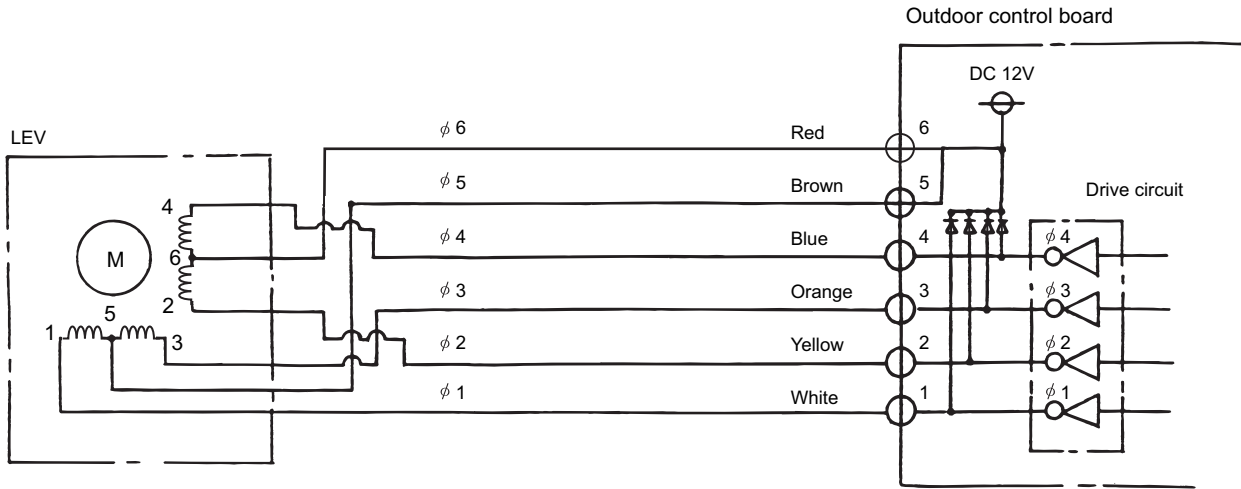 Outdoor control board
DC 12V
LEV
ϕ 6 Red 6
ϕ 5 Brown 5
Drive circuit
4
ϕ 4 Blue 4 ϕ 4
M
6
ϕ 3 Orange 3 ϕ 3
2
5
1 3
ϕ 2 Yellow 2 ϕ 2
ϕ 1 White 1 ϕ 1